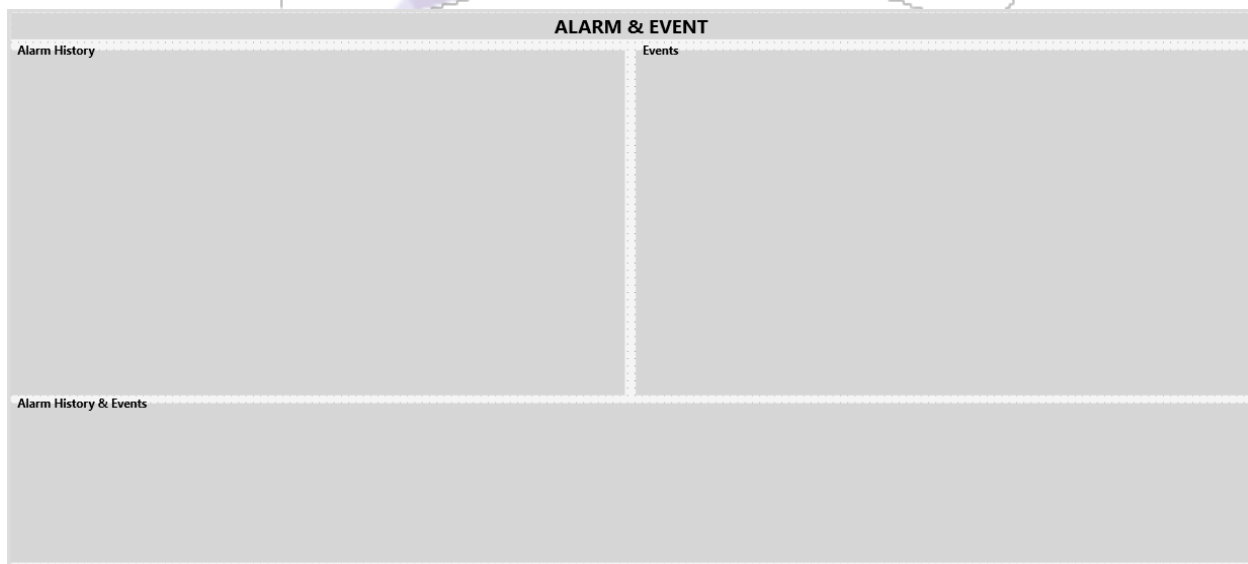 ALARM & EVENT
Alarm History
Events
Alarm History & Events